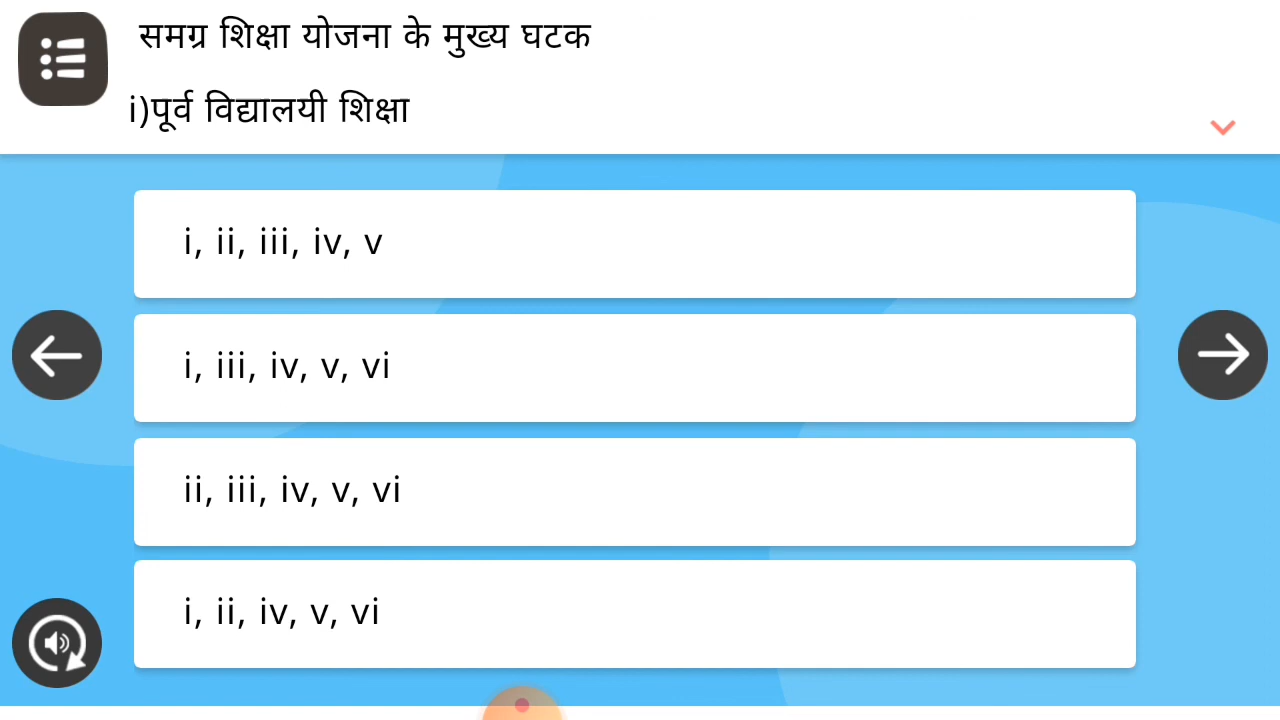 समग्र शिक्षा योजना के मुख्य घटक
i)पूर्व विद्यालयी शिक्षा
i, ii, iii, iv, v
i, iii, iv, v, vi
ii, iii, iv, v, vi
i, ii, iv, v, vi